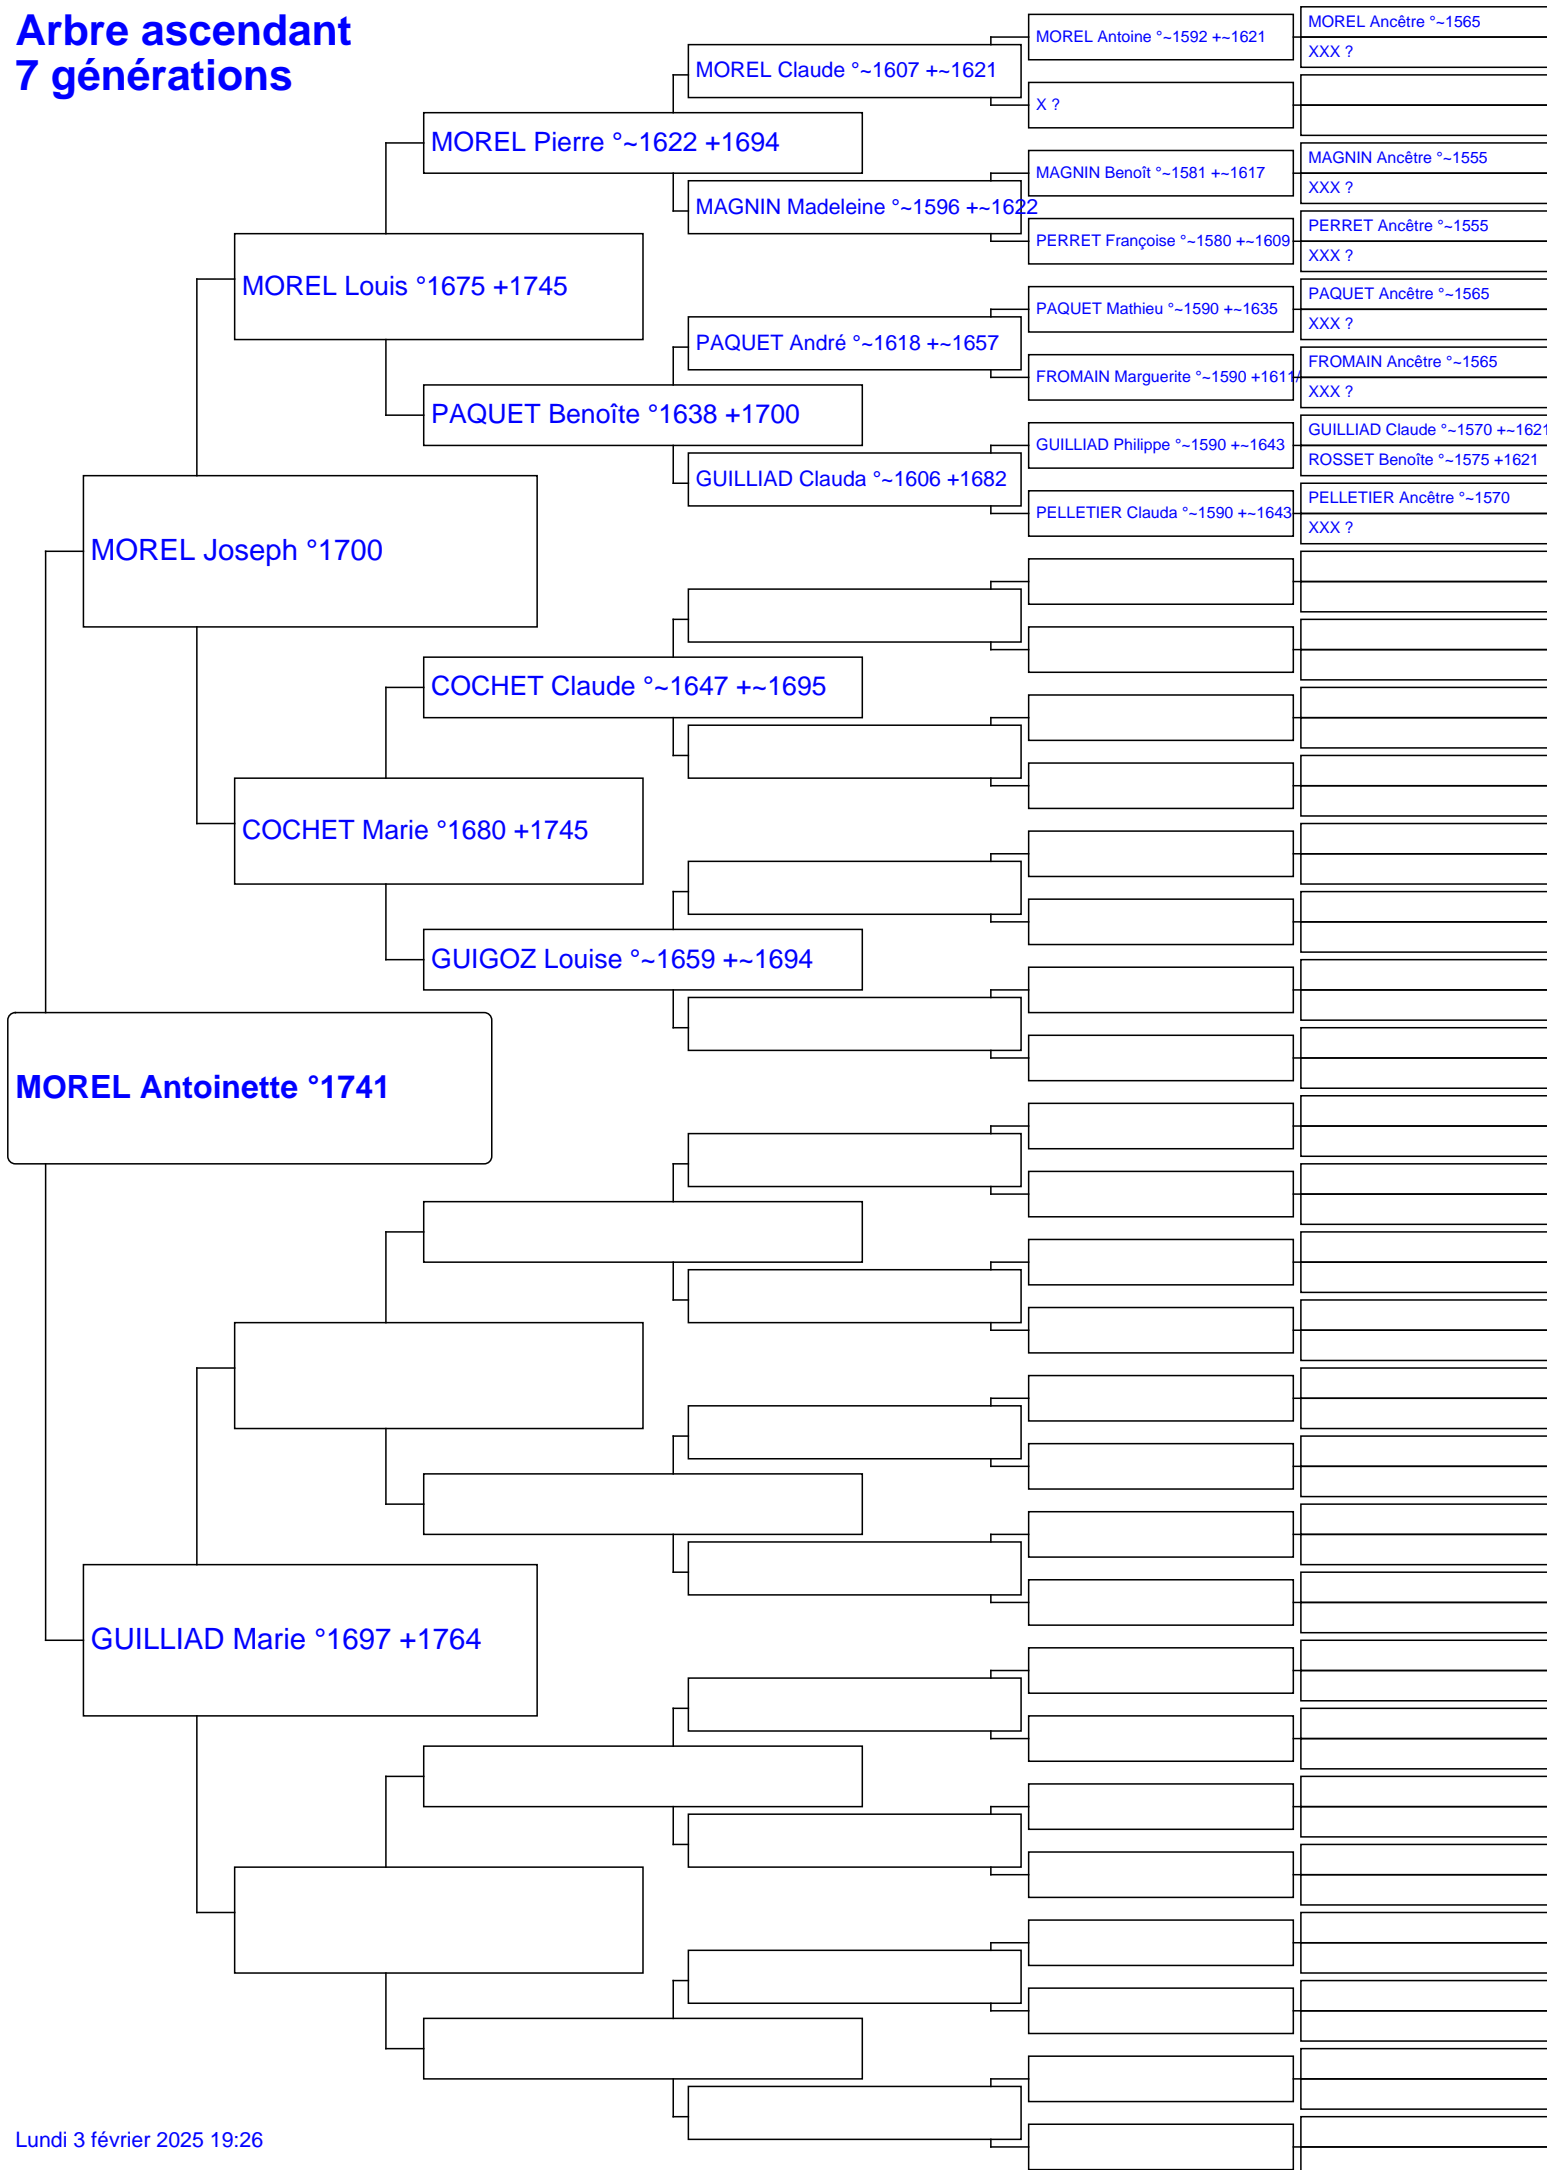 Arbre ascendant
7 générations
MOREL Antoine °~1592 +~1621
MOREL Ancêtre °~1565
XXX ?
MOREL Claude °~1607 +~1621
X ?
MOREL Pierre °~1622 +1694
MAGNIN Benoît °~1581 +~1617
MAGNIN Ancêtre °~1555
XXX ?
MAGNIN Madeleine °~1596 +~1622
PERRET Françoise °~1580 +~1609
PERRET Ancêtre °~1555
XXX ?
MOREL Louis °1675 +1745
PAQUET Mathieu °~1590 +~1635
PAQUET Ancêtre °~1565
XXX ?
PAQUET André °~1618 +~1657
FROMAIN Marguerite °~1590 +1611/
FROMAIN Ancêtre °~1565
XXX ?
PAQUET Benoîte °1638 +1700
GUILLIAD Philippe °~1590 +~1643
GUILLIAD Claude °~1570 +~1621
ROSSET Benoîte °~1575 +1621
GUILLIAD Clauda °~1606 +1682
PELLETIER Clauda °~1590 +~1643
PELLETIER Ancêtre °~1570
XXX ?
MOREL Joseph °1700
COCHET Claude °~1647 +~1695
COCHET Marie °1680 +1745
GUIGOZ Louise °~1659 +~1694
MOREL Antoinette °1741
GUILLIAD Marie °1697 +1764
Lundi 3 février 2025 19:26